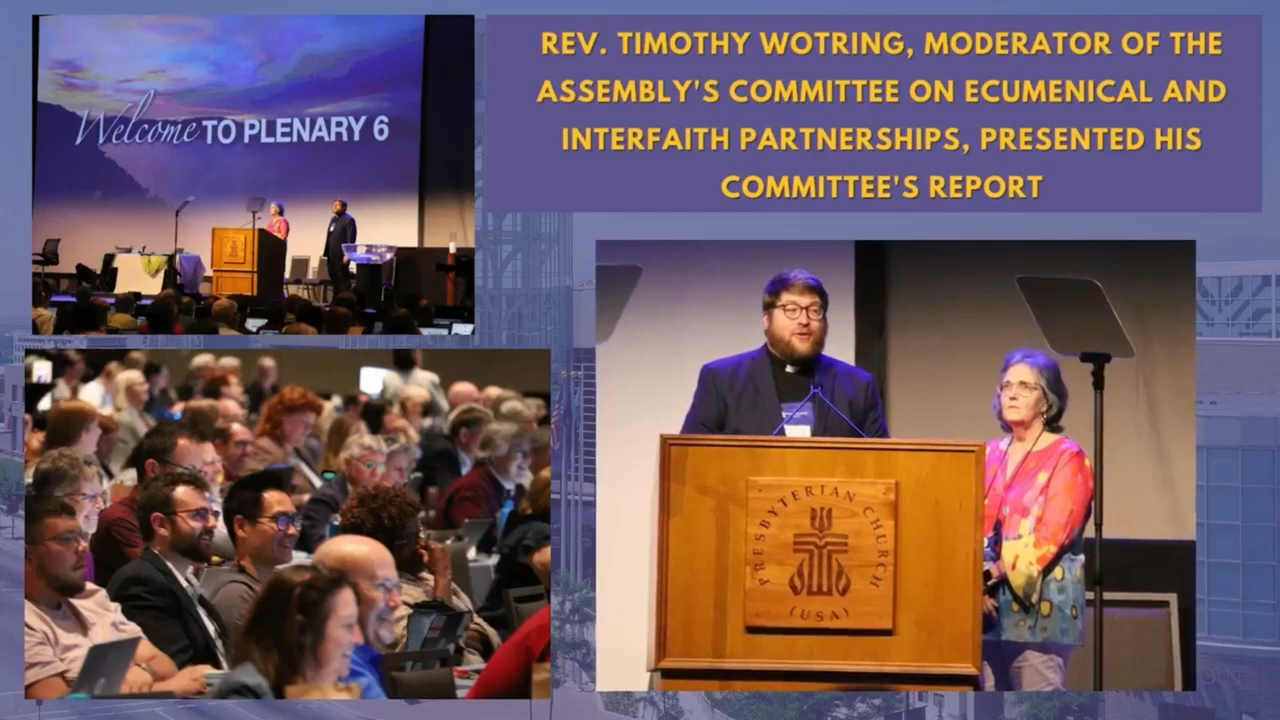 REV. TIMOTHY WOTRING, MODERATOR OF THE
ASSEMBLY'S COMMITTEE ON ECUMENICAL AND
INTERFAITH PARTNERSHIPS, PRESENTED HIS
COMMITTEE'S REPORT
Welcome TO PLENARY 6
PRESBYTERIAN CHURCH
(USA)